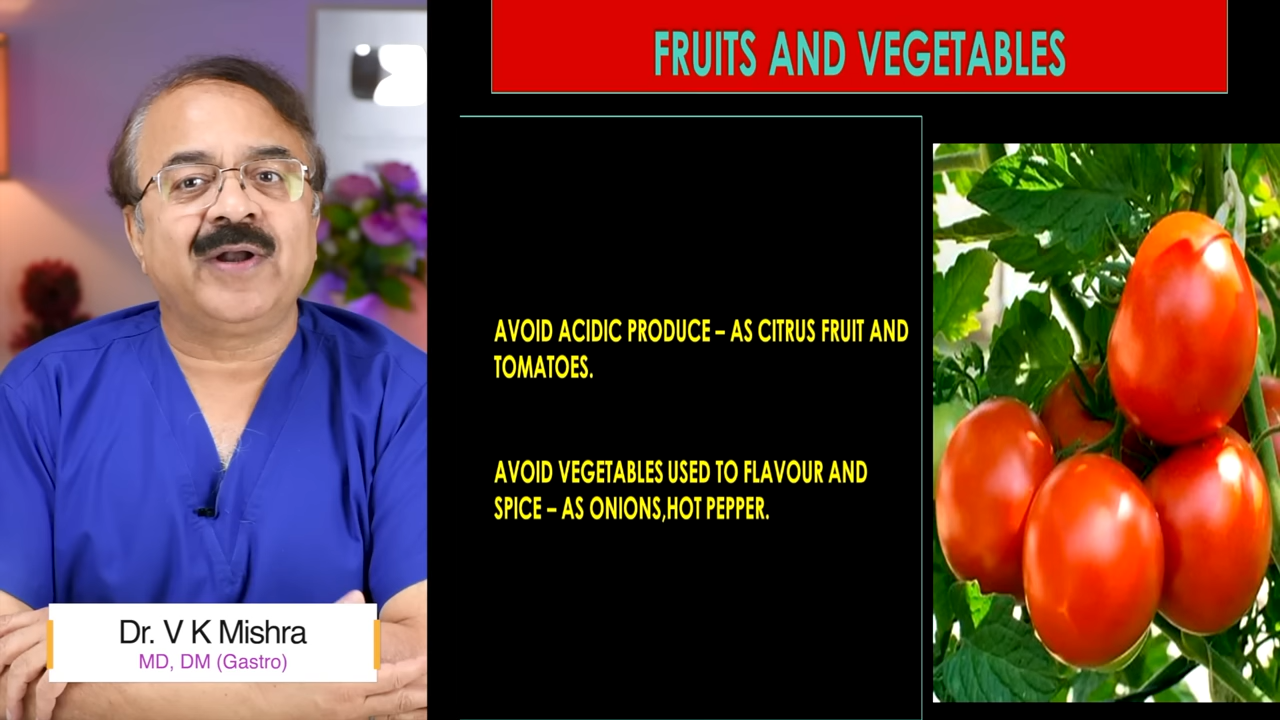 FRUITS AND VEGETABLES
AVOID ACIDIC PRODUCE – AS CITRUS FRUIT AND
TOMATOES.
AVOID VEGETABLES USED TO FLAVOUR AND
SPICE – AS ONIONS,HOT PEPPER.
Dr. V K Mishra
MD, DM (Gastro)